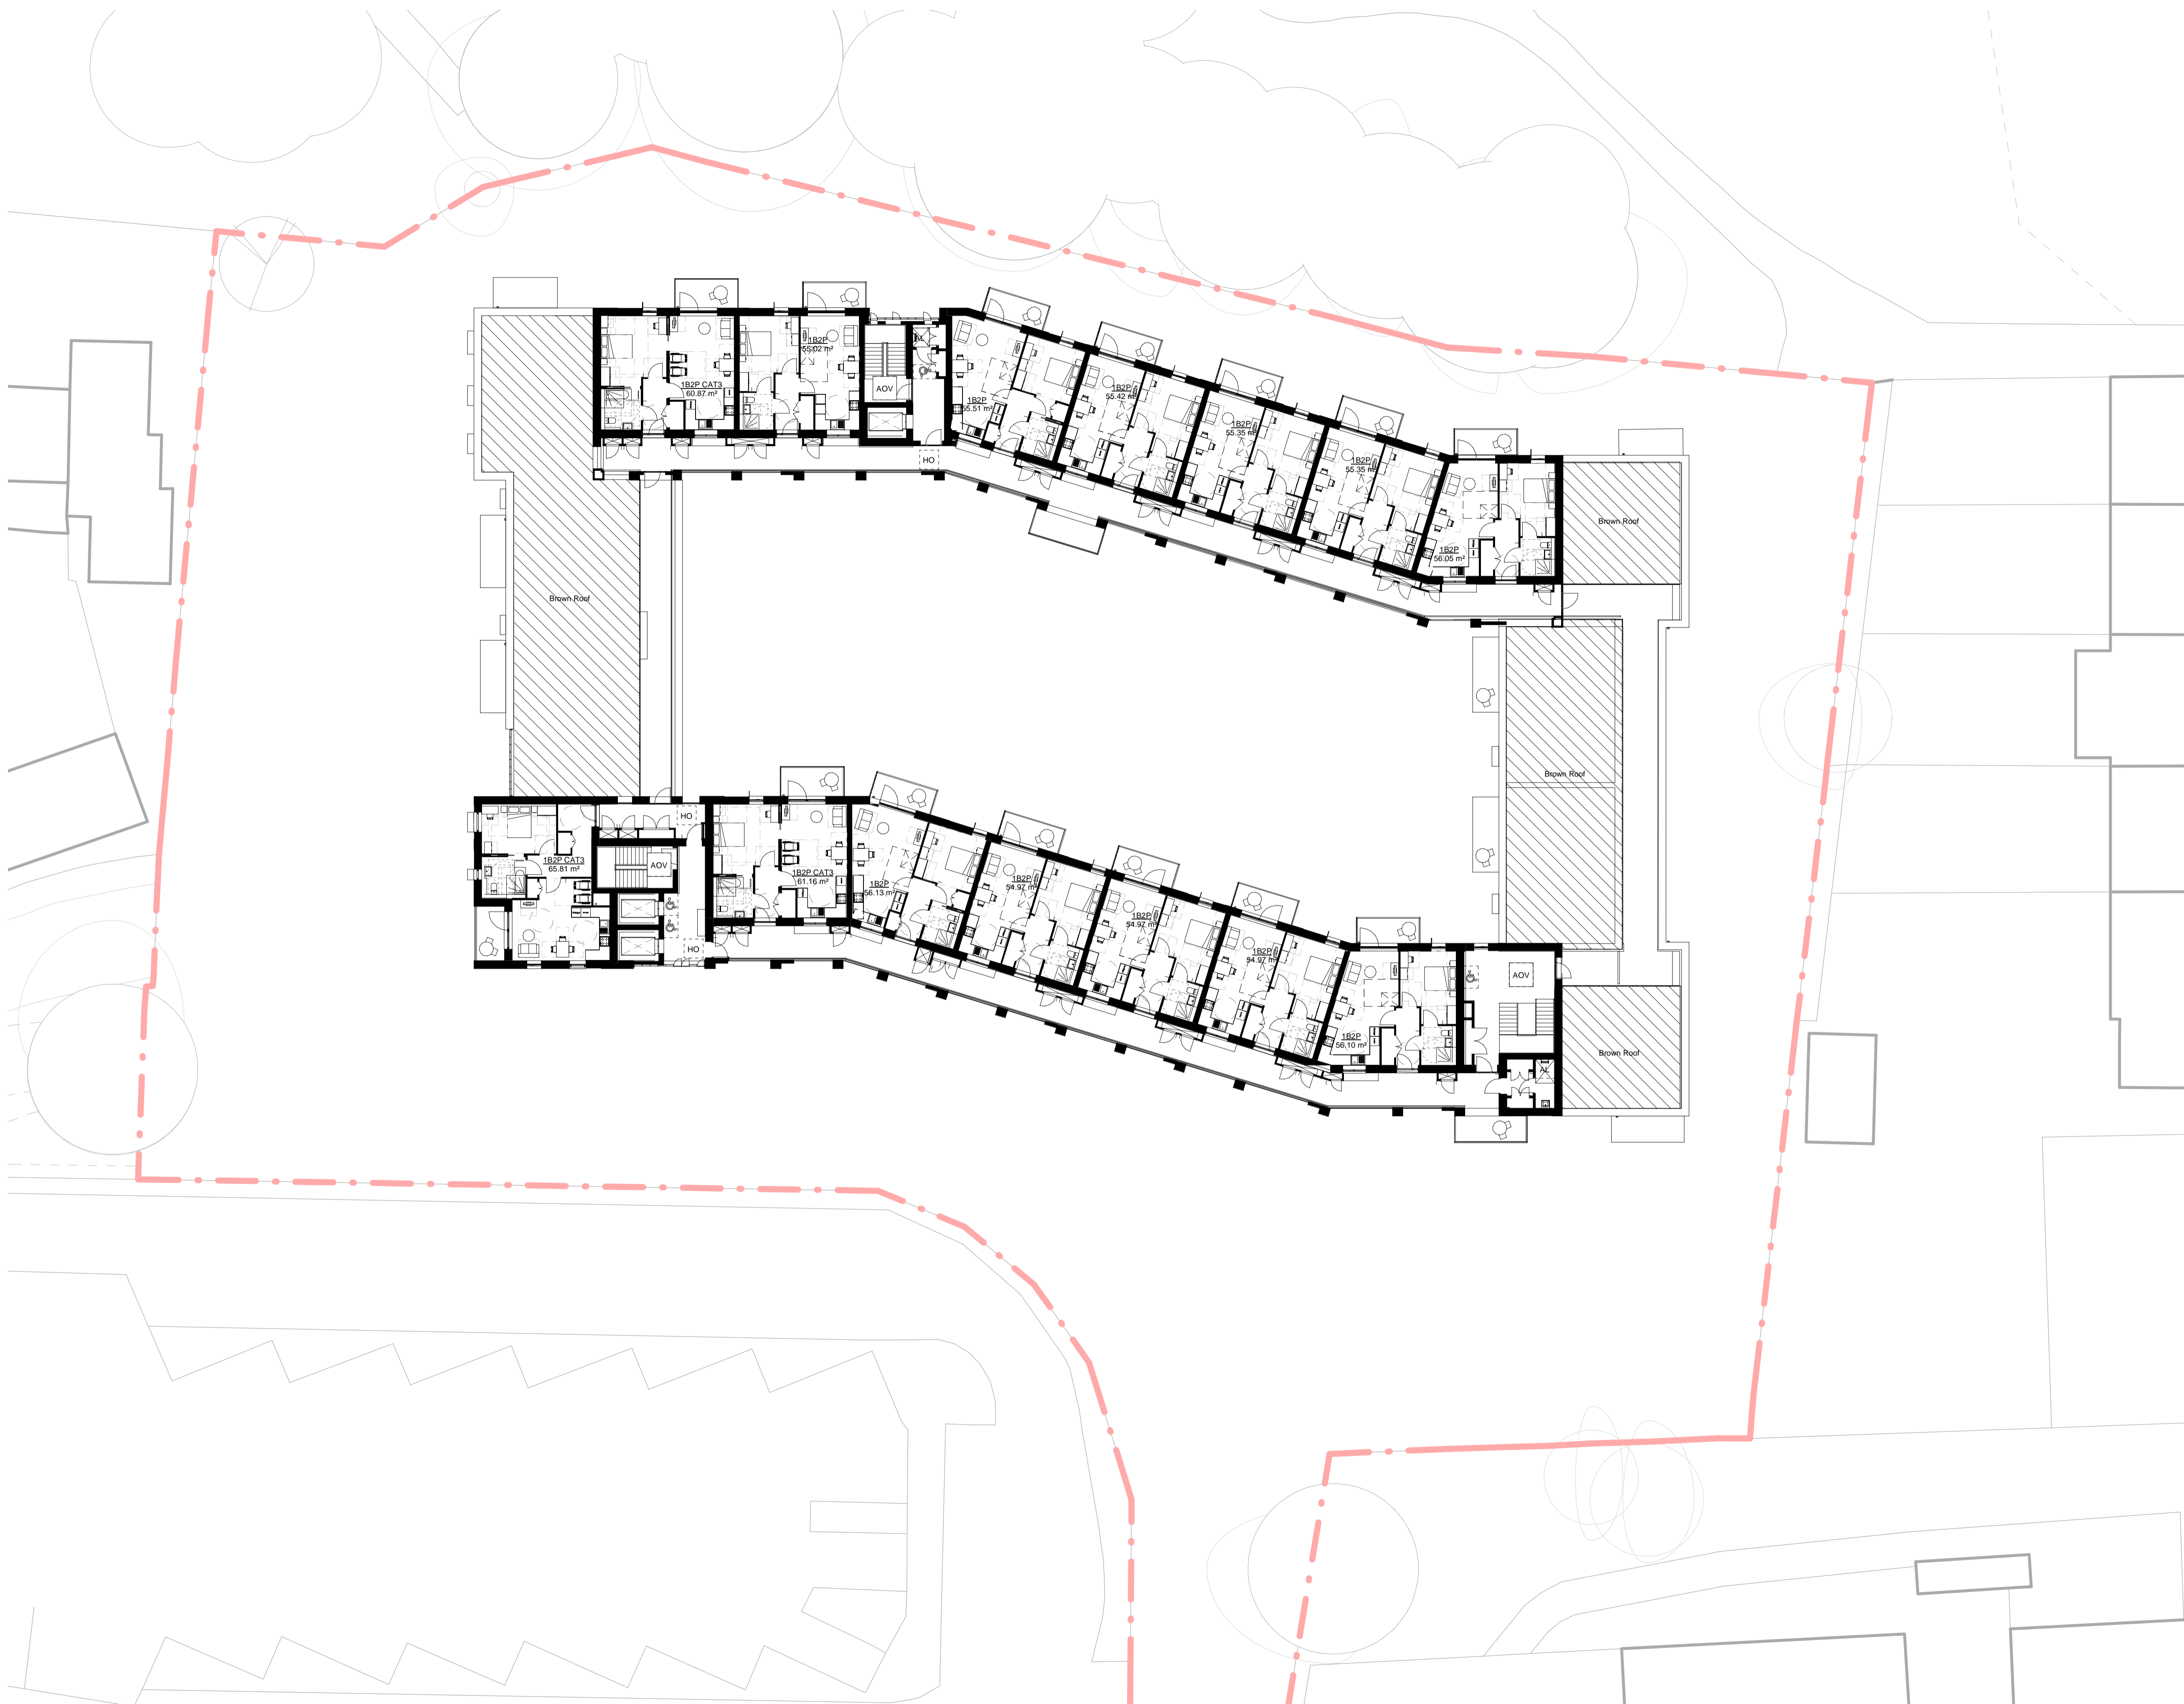 1B2P
55.02 m²
1B2P CAT3
60.87 m²
AOV
AL
HO
1B2P
55.51 m²
1B2P
55.42 m²
1B2P
55.35 m²
1B2P
55.35 m²
1B2P
56.05 m²
Brown Roof
Brown Roof
Brown Roof
HO
AOV
HO
1B2P CAT3
65.81 m²
1B2P CAT3
61.16 m²
1B2P
56.13 m²
1B2P
54.97 m²
1B2P
54.97 m²
1B2P
54.97 m²
1B2P
56.10 m²
AOV
AL
Brown Roof